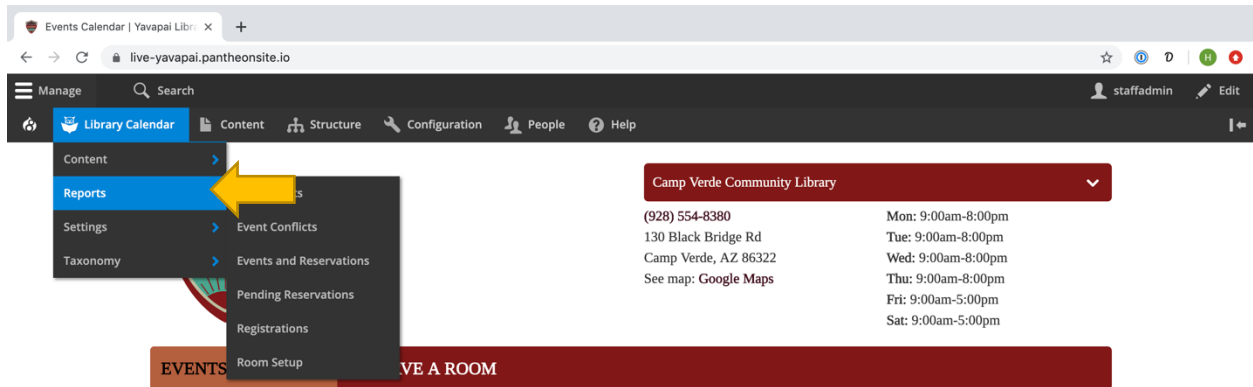 Events Calendar | Yavapai Libra
live-yavapai.pantheonsite.io
H
Manage
Search
staffadmin
Edit
Library Calendar
Content
Structure
Configuration
People
Help
Content
Reports
Settings
Taxonomy
Event Conflicts
Events and Reservations
Pending Reservations
Registrations
Room Setup
Camp Verde Community Library
(928) 554-8380
130 Black Bridge Rd
Camp Verde, AZ 86322
See map: Google Maps
Mon: 9:00am-8:00pm
Tue: 9:00am-8:00pm
Wed: 9:00am-8:00pm
Thu: 9:00am-8:00pm
Fri: 9:00am-5:00pm
Sat: 9:00am-5:00pm
EVENTS
VE A ROOM